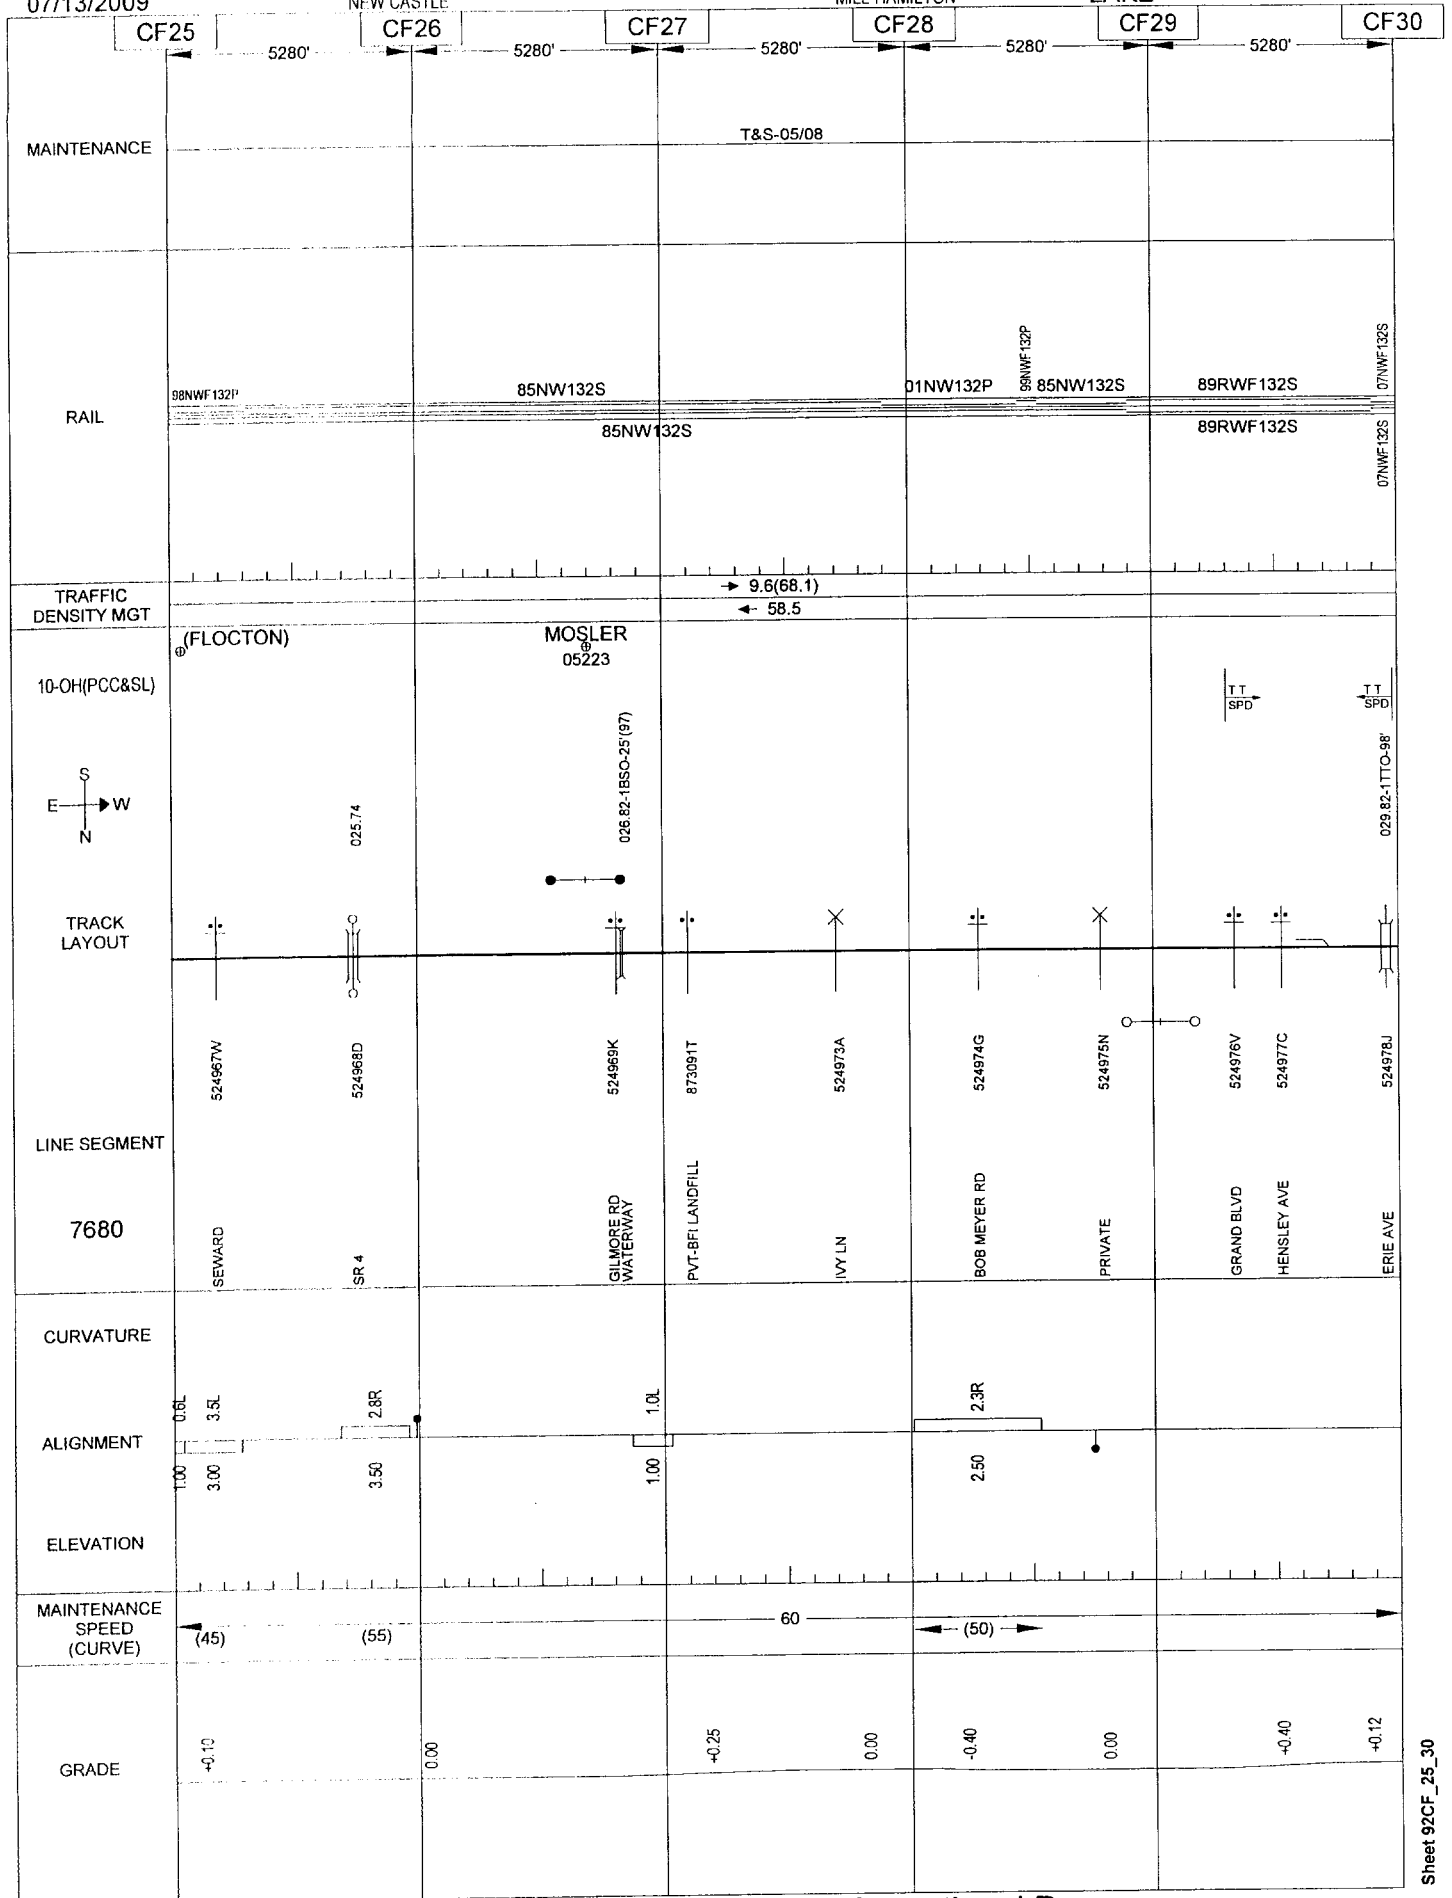 07/13/2009
NEW CASTLE
MILL HAMILTON
CF25
CF26
CF27
CF28
CF29
CF30
5280'
5280'
5280'
5280'
5280'
MAINTENANCE
T&S-05/08
RAIL
98NWF132P
85NW132S
01NW132P
99NWF132P
85NW132S
89RWF132S
07NWF132S
85NW132S
89RWF132S
07NWF132S
TRAFFIC
DENSITY MGT
9.6(68.1)
58.5
(FLOCTON)
MOSLER
05223
10-OH(PCC&SL)
TT
SPD
TT
SPD
S
E
W
N
025.74
026.82-1BSO-25'(97)
029.82-1TTO-98'
TRACK
LAYOUT
524967W
524968D
524969K
873091T
524973A
524974G
524975N
524976V
524977C
524978J
LINE SEGMENT
7680
SEWARD
SR 4
GILMORE RD
WATERWAY
PVT-BFI LANDFILL
IVY LN
BOB MEYER RD
PRIVATE
GRAND BLVD
HENSLEY AVE
ERIE AVE
CURVATURE
0.6L
3.5L
2.8R
1.0L
2.3R
ALIGNMENT
1.00
3.00
3.50
1.00
2.50
ELEVATION
MAINTENANCE
SPEED
(CURVE)
(45)
(55)
60
(50)
GRADE
+0.10
0.00
+0.25
0.00
-0.40
0.00
+0.40
+0.12
Sheet 92CF_25_30